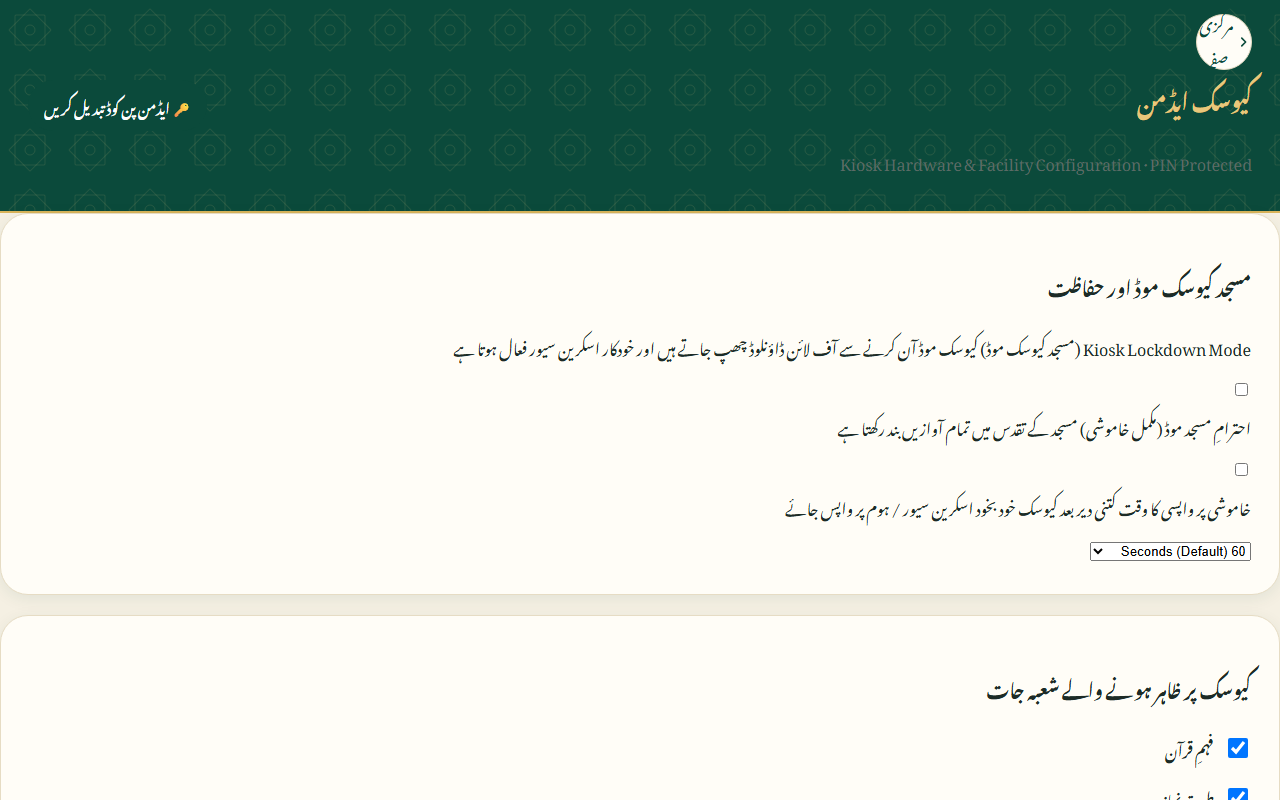 مرکزی
صفحہ
کیوسک ایڈمن
🔑 ایڈمن پن کوڈ تبدیل کریں
Kiosk Hardware & Facility Configuration · PIN Protected
مسجد کیوسک موڈ اور حفاظت
Kiosk Lockdown Mode (مسجد کیوسک موڈ) کیوسک موڈ آن کرنے سے آف لائن ڈاؤنلوڈ چھپ جاتے ہیں اور خودکار اسکرین سیور فعال ہوتا ہے
احترامِ مسجد موڈ (مکمل خاموشی) مسجد کے تقدس میں تمام آوازیں بند رکھتا ہے
خاموشی پر واپسی کا وقت کتنی دیر بعد کیوسک خود بخود اسکرین سیور / ہوم پر واپس جائے
60 Seconds (Default)
کیوسک پر ظاہر ہونے والے شعبہ جات
فہمِ قرآن